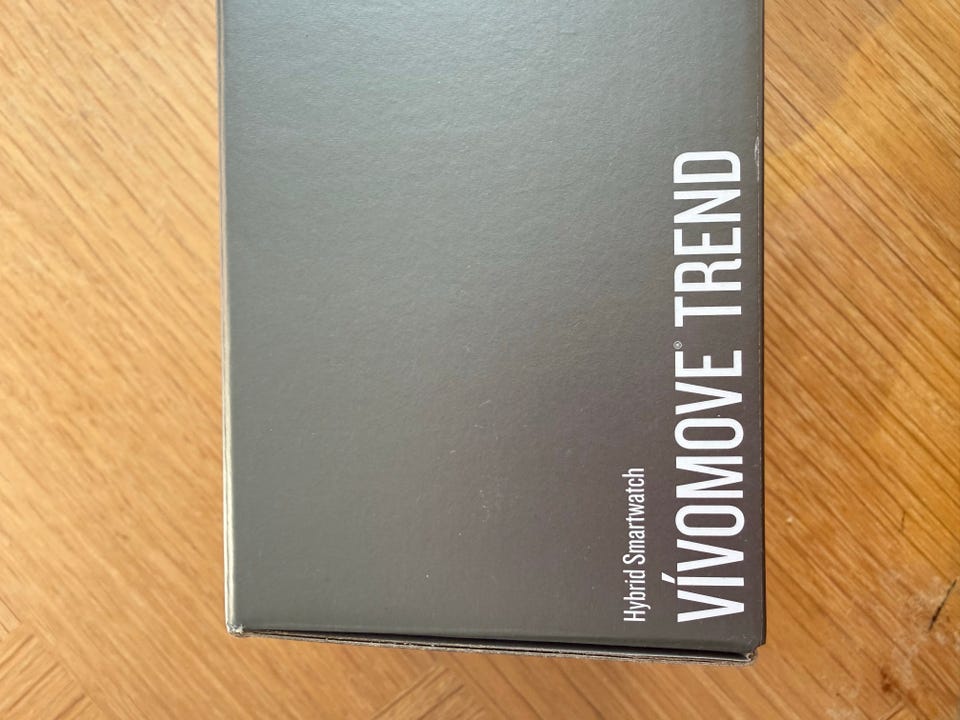 Hybrid Smartwatch
VÍVOMOVE® TREND